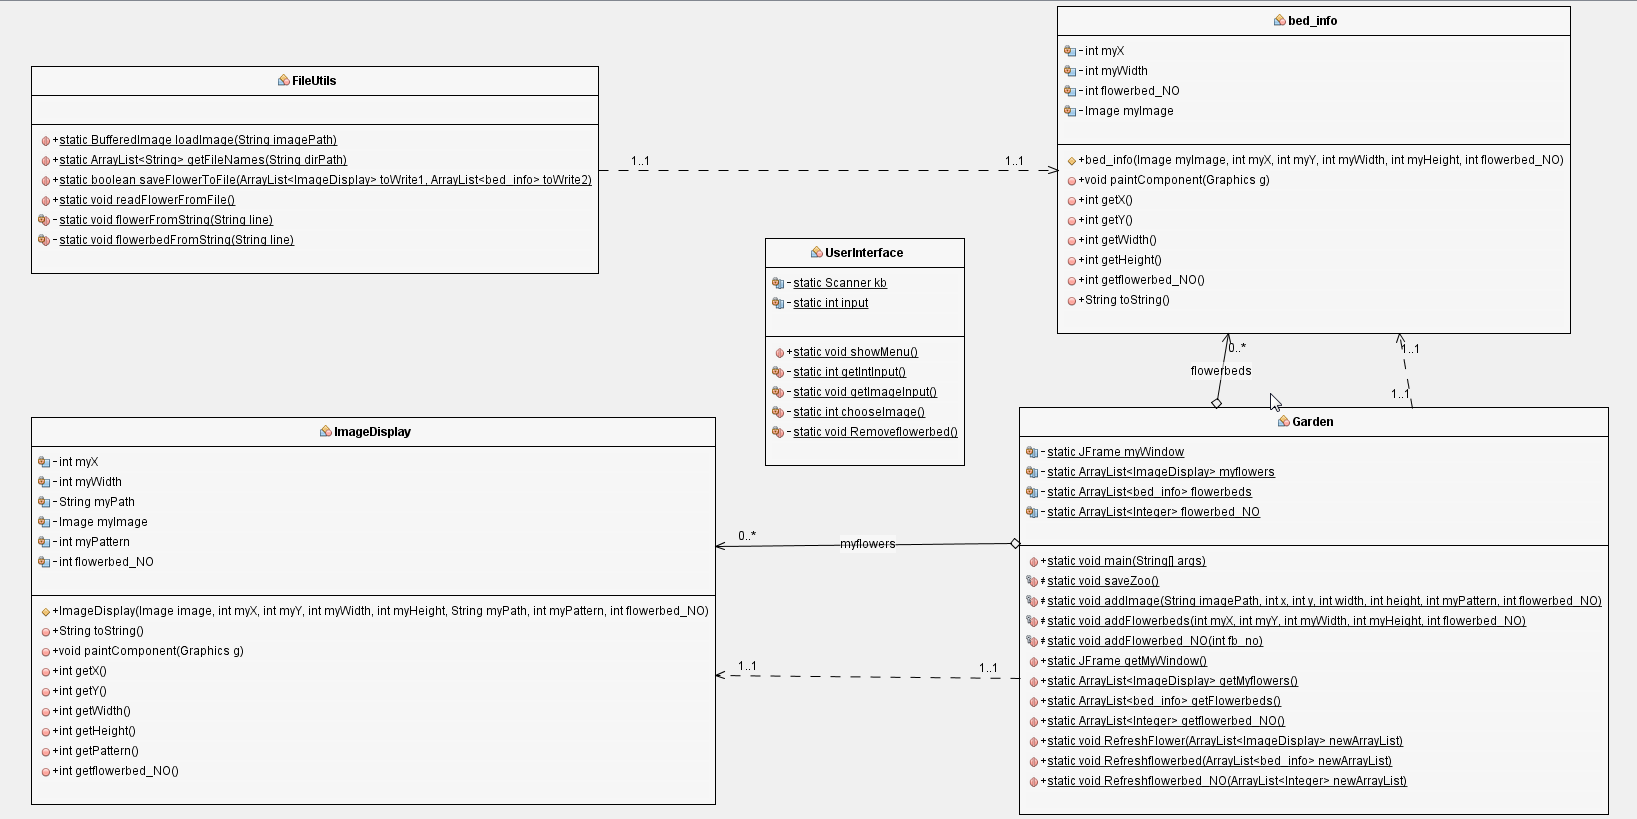 bed_info
-int myX
-int myWidth
-int flowerbed_NO
-Image myImage
+bed_info(Image myImage, int myX, int myY, int myWidth, int myHeight, int flowerbed_NO)
+void paintComponent(Graphics g)
+int getX()
+int getY()
+int getWidth()
+int getHeight()
+int getflowerbed_NO()
+String toString()
FileUtils
+static BufferedImage loadImage(String imagePath)
+static ArrayList<String> getFileNames(String dirPath)
+static boolean saveFlowerToFile(ArrayList<ImageDisplay> toWrite1, ArrayList<bed_info> toWrite2)
+static void readFlowerFromFile()
-static void flowerFromString(String line)
-static void flowerbedFromString(String line)
1..1
1..1
UserInterface
-static Scanner kb
-static int input
+static void showMenu()
-static int getIntInput()
-static void getImageInput()
-static int chooseImage()
-static void Removeflowerbed()
0..*
flowerbeds
1..1
1..1
ImageDisplay
-int myX
-int myWidth
-String myPath
-Image myImage
-int myPattern
-int flowerbed_NO
+ImageDisplay(Image image, int myX, int myY, int myWidth, int myHeight, String myPath, int myPattern, int flowerbed_NO)
+String toString()
+void paintComponent(Graphics g)
+int getX()
+int getY()
+int getWidth()
+int getHeight()
+int getPattern()
+int getflowerbed_NO()
0..*
myflowers
1..1
1..1
Garden
-static JFrame myWindow
-static ArrayList<ImageDisplay> myflowers
-static ArrayList<bed_info> flowerbeds
-static ArrayList<Integer> flowerbed_NO
+static void main(String[] args)
≠static void saveZoo()
≠static void addImage(String imagePath, int x, int y, int width, int height, int myPattern, int flowerbed_NO)
≠static void addFlowerbeds(int myX, int myY, int myWidth, int myHeight, int flowerbed_NO)
≠static void addFlowerbed_NO(int fb_no)
+static JFrame getMyWindow()
+static ArrayList<ImageDisplay> getMyflowers()
+static ArrayList<bed_info> getFlowerbeds()
+static ArrayList<Integer> getflowerbed_NO()
+static void RefreshFlower(ArrayList<ImageDisplay> newArrayList)
+static void Refreshflowerbed(ArrayList<bed_info> newArrayList)
+static void Refreshflowerbed_NO(ArrayList<Integer> newArrayList)